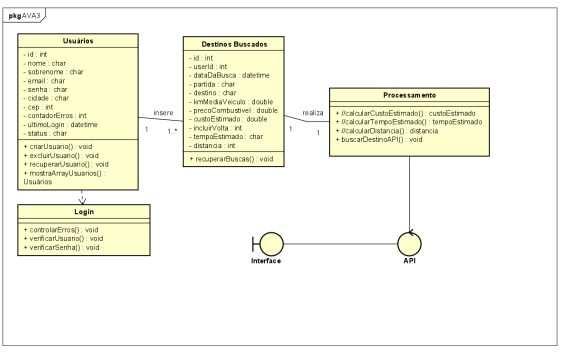 pkg AVA3
Usuários
- id : int
- nome : char
- sobrenome : char
- email : char
- senha : char
- cidade : char
- cep : int
- contadorErros : int
- ultimoLogin : datetime
- status : char
+ criarUsuario() : void
+ excluirUsuario() : void
+ recuperarUsuario() : void
+ mostraArrayUsuarios() :
Usuários
insere
1
1..*
Destinos Buscados
- id : int
- userId : int
- dataDaBusca : datetime
- partida : char
- destino : char
- kmMediaVeiculo : double
- precoCombustivel : double
- custoEstimado : double
- incluirVolta : int
- tempoEstimado : char
- distancia : int
+ recuperarBuscas() : void
realiza
1
1
Processamento
+ //calcularCustoEstimado() : custoEstimado
+ //calcularTempoEstimado() : tempoEstimado
+ //calcularDistancia() : distancia
+ buscarDestinoAPI() : void
Login
+ controlarErros() : void
+ verificarUsuario() : void
+ verificarSenha() : void
Interface
API